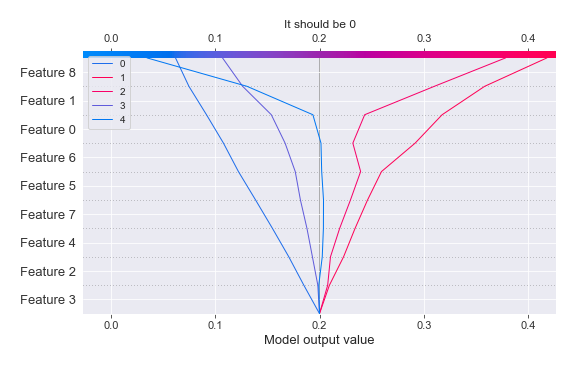 It should be 0
0.0 0.1 0.2 0.3 0.4
0
1
2
3
4
Feature 8
Feature 1
Feature 0
Feature 6
Feature 5
Feature 7
Feature 4
Feature 2
Feature 3
0.0 0.1 0.2 0.3 0.4
Model output value